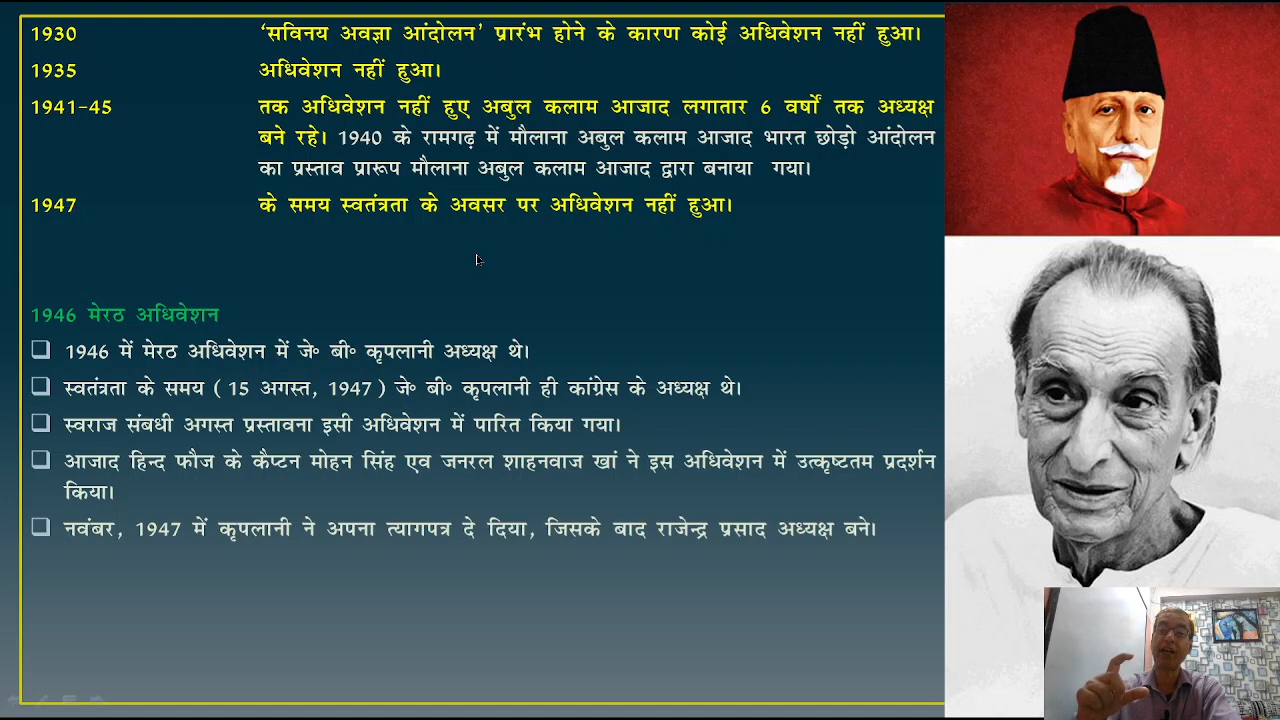 1930 ‘सविनय अवज्ञा आंदोलन’ प्रारंभ होने के कारण कोई अधिवेशन नहीं हुआ।
1935 अधिवेशन नहीं हुआ।
1941-45 तक अधिवेशन नहीं हुए अबुल कलाम आजाद लगातार 6 वर्षों तक अध्यक्ष
बने रहे। 1940 के रामगढ़ में मौलाना अबुल कलाम आजाद भारत छोड़ो आंदोलन
का प्रस्ताव प्रारूप मौलाना अबुल कलाम आजाद द्वारा बनाया गया।
1947 के समय स्वतंत्रता के अवसर पर अधिवेशन नहीं हुआ।
1946 मेरठ अधिवेशन
1946 में मेरठ अधिवेशन में जे॰ बी॰ कृपलानी अध्यक्ष थे।
स्वतंत्रता के समय ( 15 अगस्त, 1947 ) जे॰ बी॰ कृपलानी ही कांग्रेस के अध्यक्ष थे।
स्वराज संबधी अगस्त प्रस्तावना इसी अधिवेशन में पारित किया गया।
आजाद हिन्द फौज के कैप्टन मोहन सिंह एव जनरल शाहनवाज खां ने इस अधिवेशन में उत्कृष्टतम प्रदर्शन
किया।
नवंबर, 1947 में कृपलानी ने अपना त्यागपत्र दे दिया, जिसके बाद राजेन्द्र प्रसाद अध्यक्ष बने।